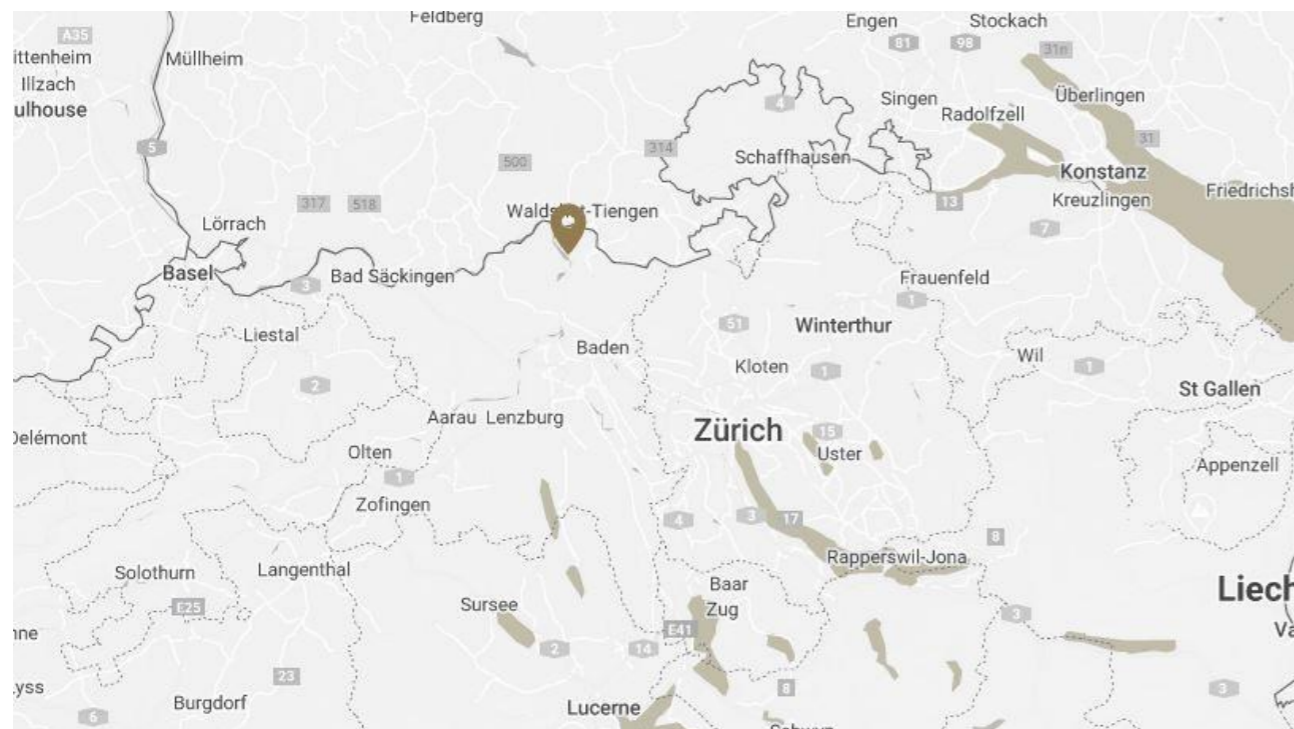 Feldberg
Engen
Stockach
A35
81
98
31n
ittenheim
Müllheim
Illzach
ulhouse
Überlingen
Singen
4
Radolfzell
5
314
31
500
Schaffhausen
Konstanz
Friedrichsh
317
518
13
Kreuzlingen
Waldshut-Tiengen
Lörrach
7
Basel
Bad Säckingen
3
Frauenfeld
1
51
Winterthur
Liestal
Baden
Wil
Kloten
1
1
2
St Gallen
Aarau
Lenzburg
Zürich
15
Delémont
Olten
Uster
Appenzell
1
Zofingen
4
3
17
8
Rapperswil-Jona
Solothurn
Langenthal
Baar
Liech
E25
Sursee
Zug
3
nne
E41
Va
2
14
23
8
3
yss
Burgdorf
Lucerne
6
Schwyz